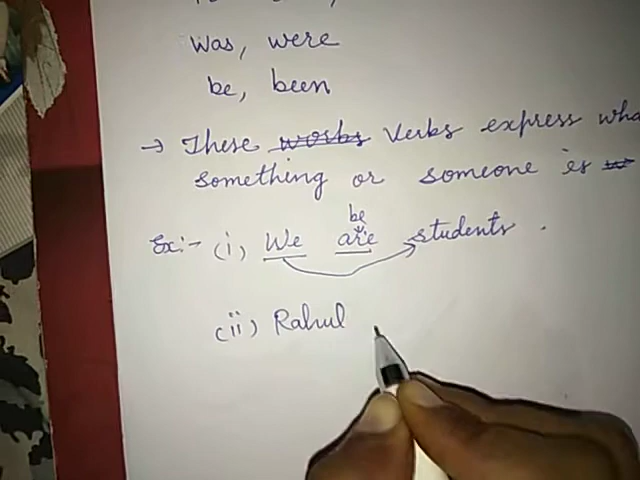 was, were
be, been
→ These works verbs express wha
something or someone is
be
Ex:- (i) We are students .
(ii) Rahul